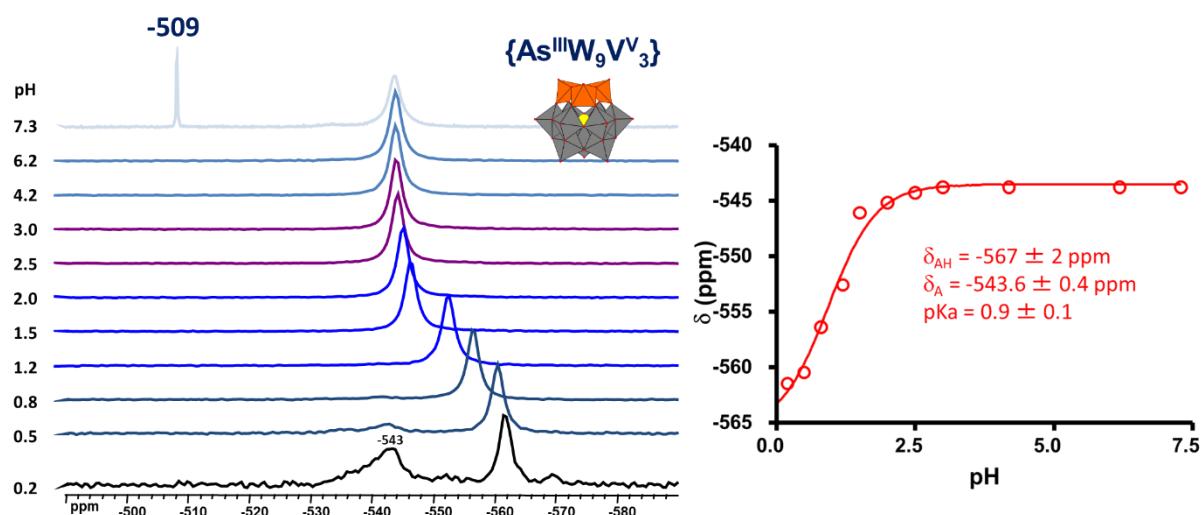 -509
{AsᴵᴵᴵW₉Vⱽ₃}
pH
7.3
6.2
4.2
3.0
2.5
2.0
1.5
1.2
0.8
0.5
-543
0.2
ppm -500 -510 -520 -530 -540 -550 -560 -570 -580
-540
-545
-550
-555
-560
-565
δ (ppm)
δAH = -567 ± 2 ppm
δA = -543.6 ± 0.4 ppm
pKa = 0.9 ± 0.1
0.0 2.5 5.0 7.5
pH